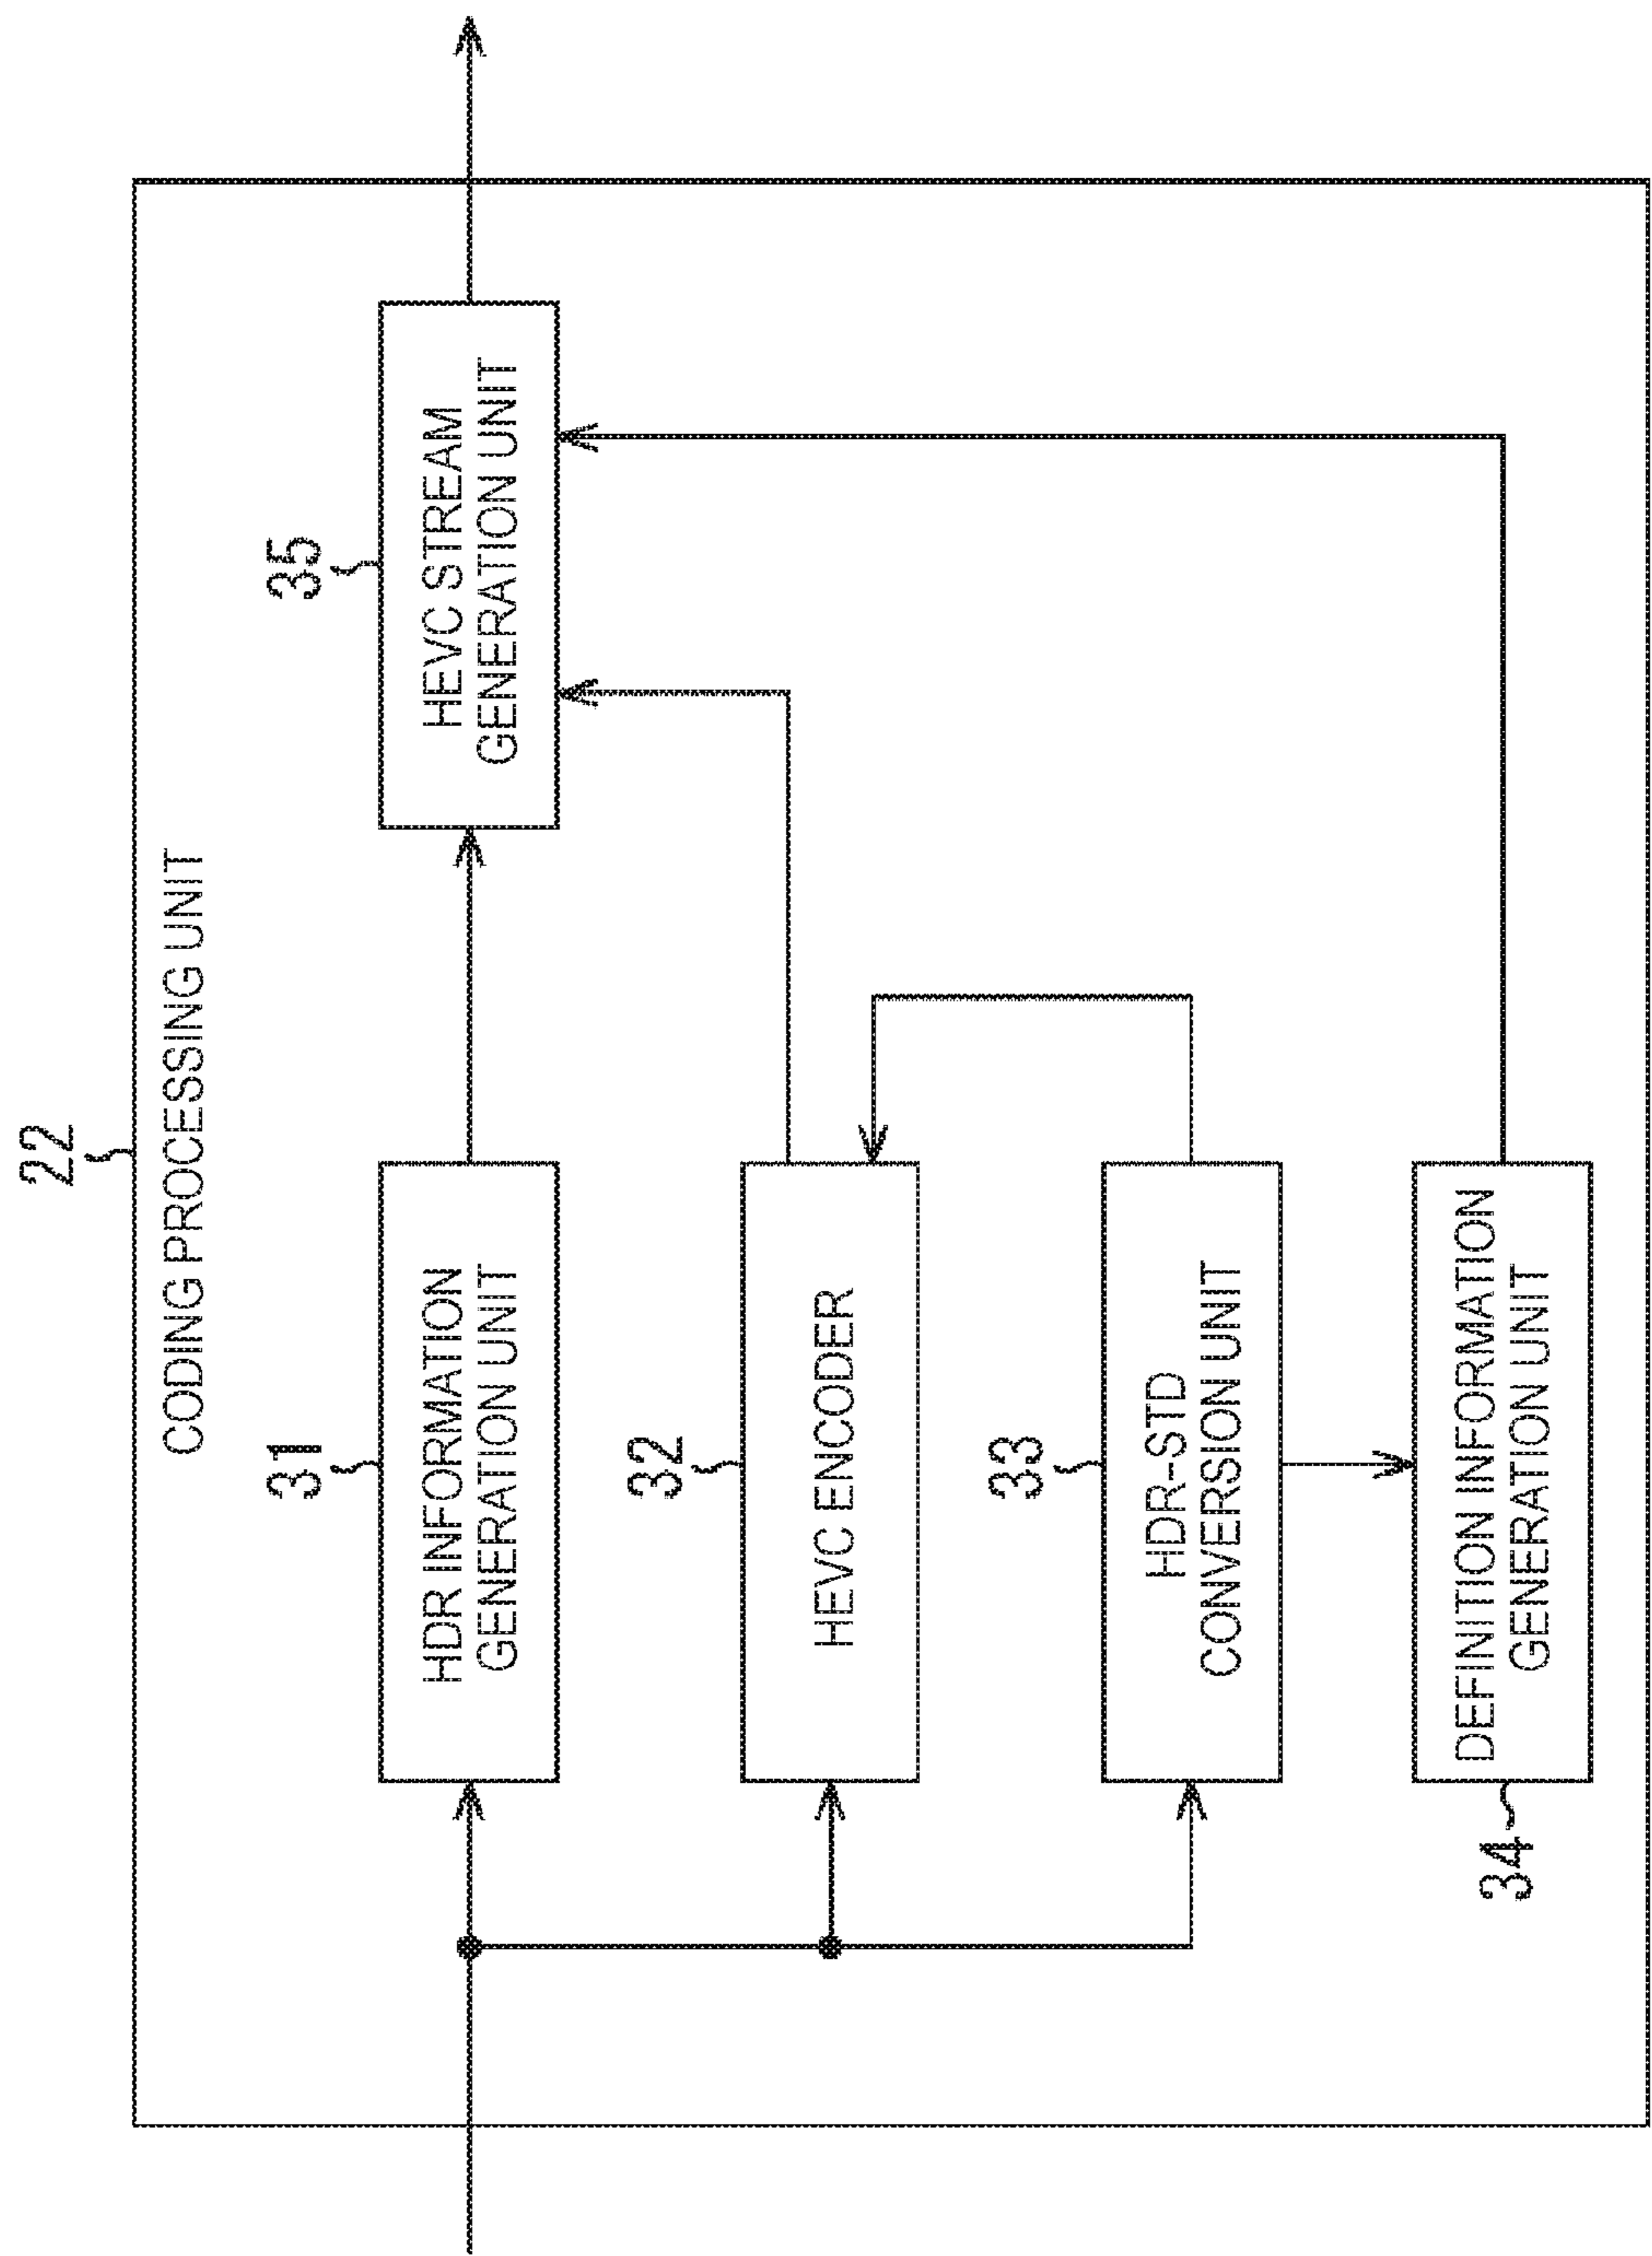 22
CODING PROCESSING UNIT
31
HDR INFORMATION
GENERATION UNIT
35
HEVC STREAM
GENERATION UNIT
32
HEVC ENCODER
33
HDR-STD
CONVERSION UNIT
34
DEFINITION INFORMATION
GENERATION UNIT